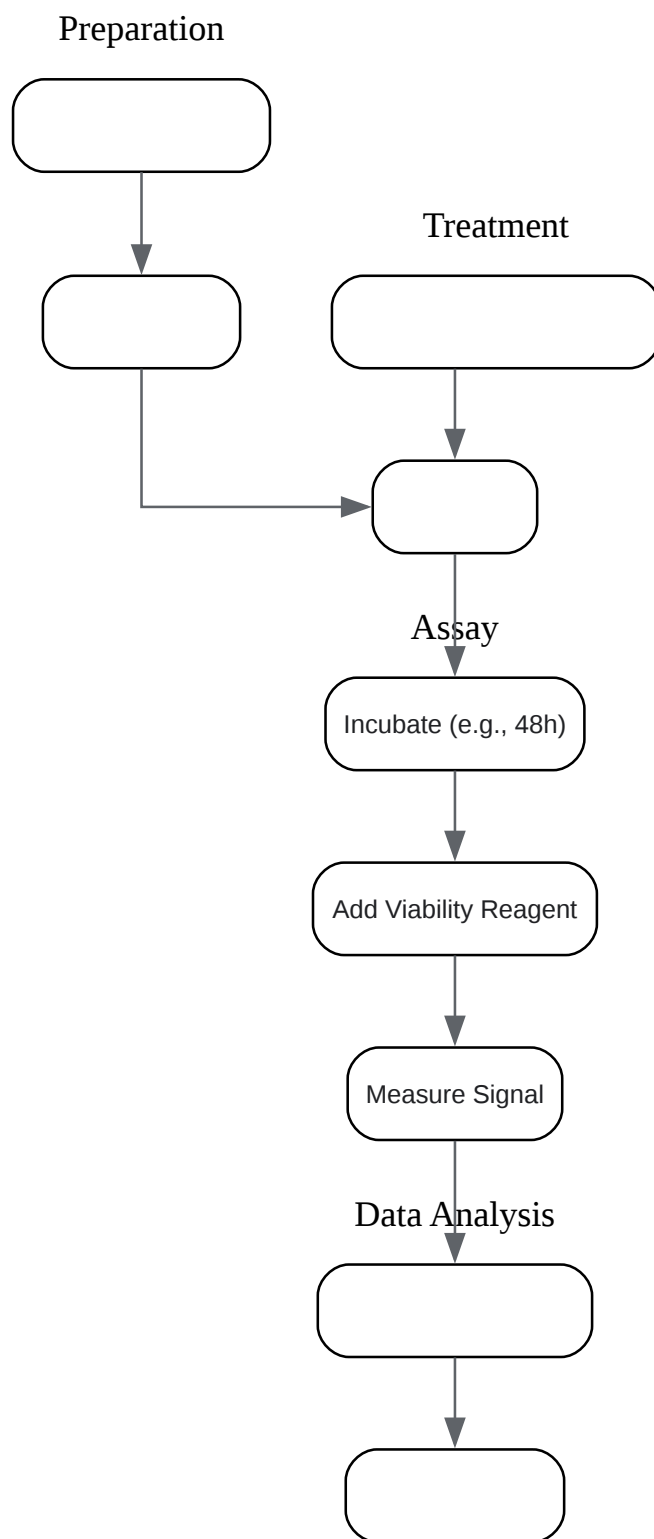 Preparation
Treatment
Assay
Incubate (e.g., 48h)
Add Viability Reagent
Measure Signal
Data Analysis